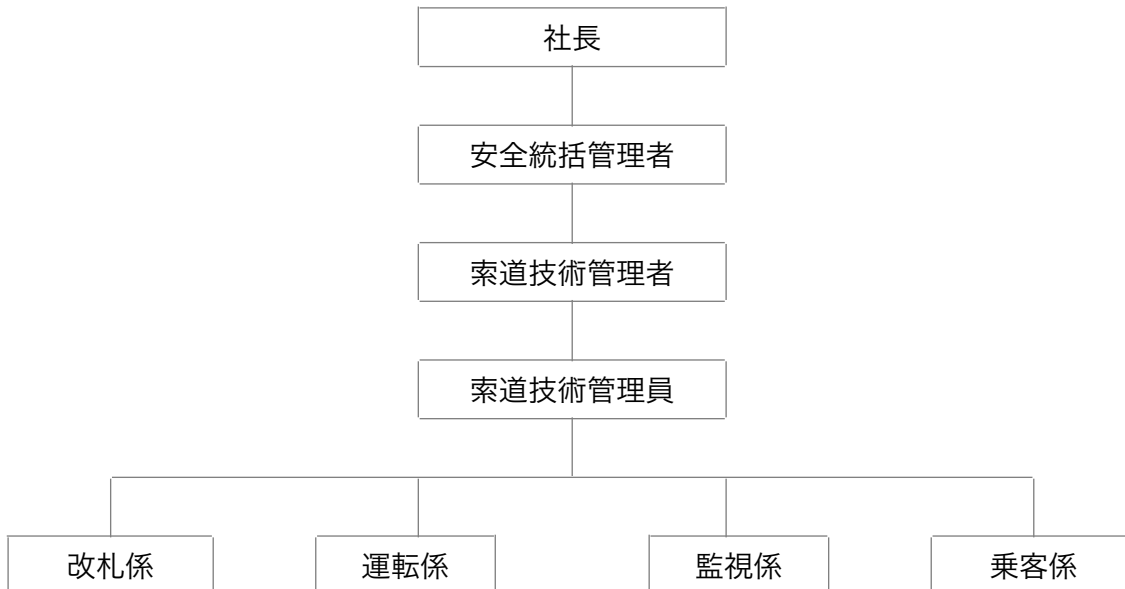 社長
安全統括管理者
索道技術管理者
索道技術管理員
改札係
運転係
監視係
乗客係